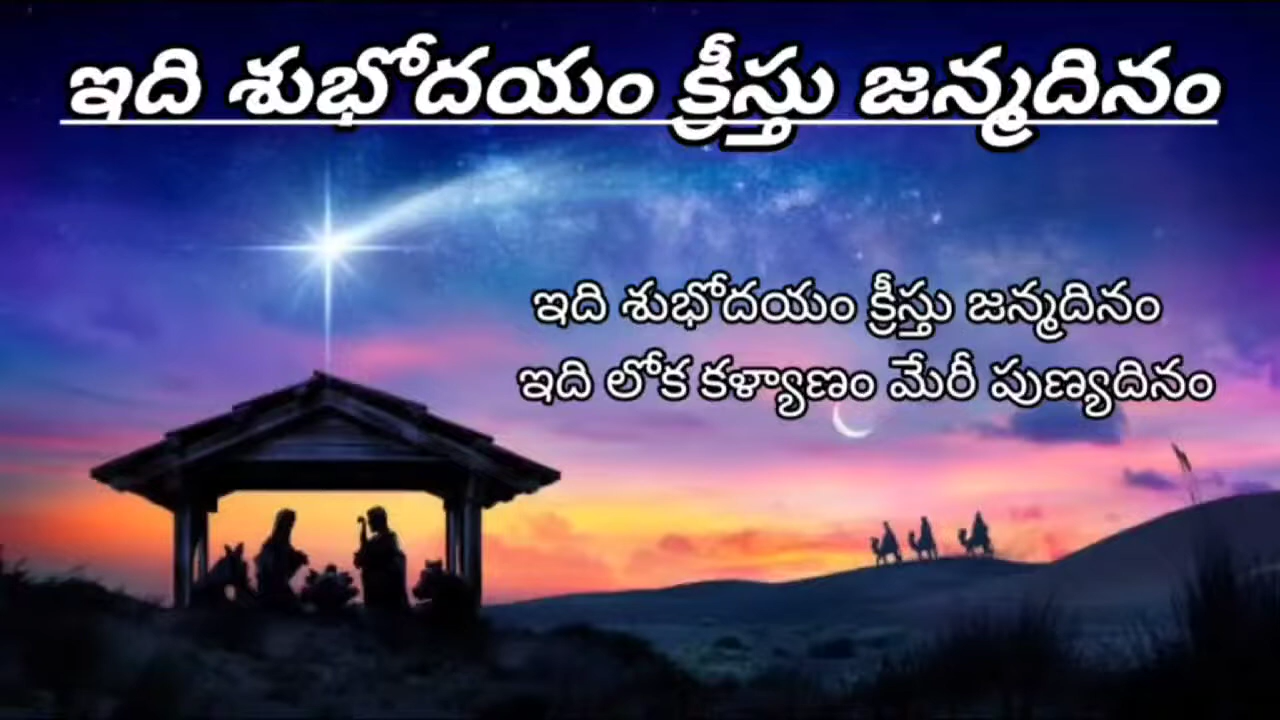 ఇది శుభోదయం క్రీస్తు జన్మదినం
ఇది శుభోదయం క్రీస్తు జన్మదినం
ఇది లోక కళ్యాణం మేరీ పుణ్యదినం